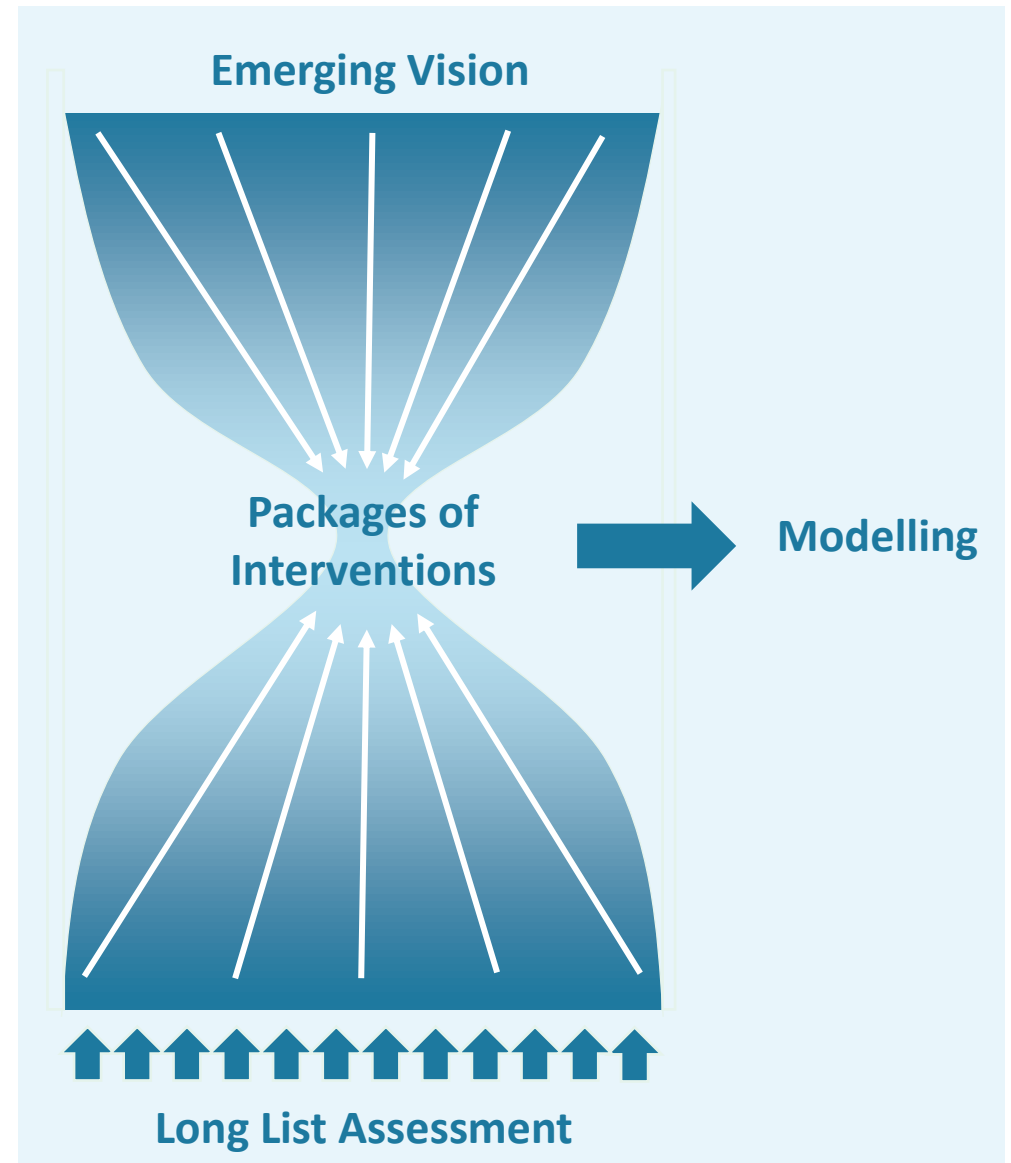 Emerging Vision
Packages of
Interventions
Modelling
Long List Assessment